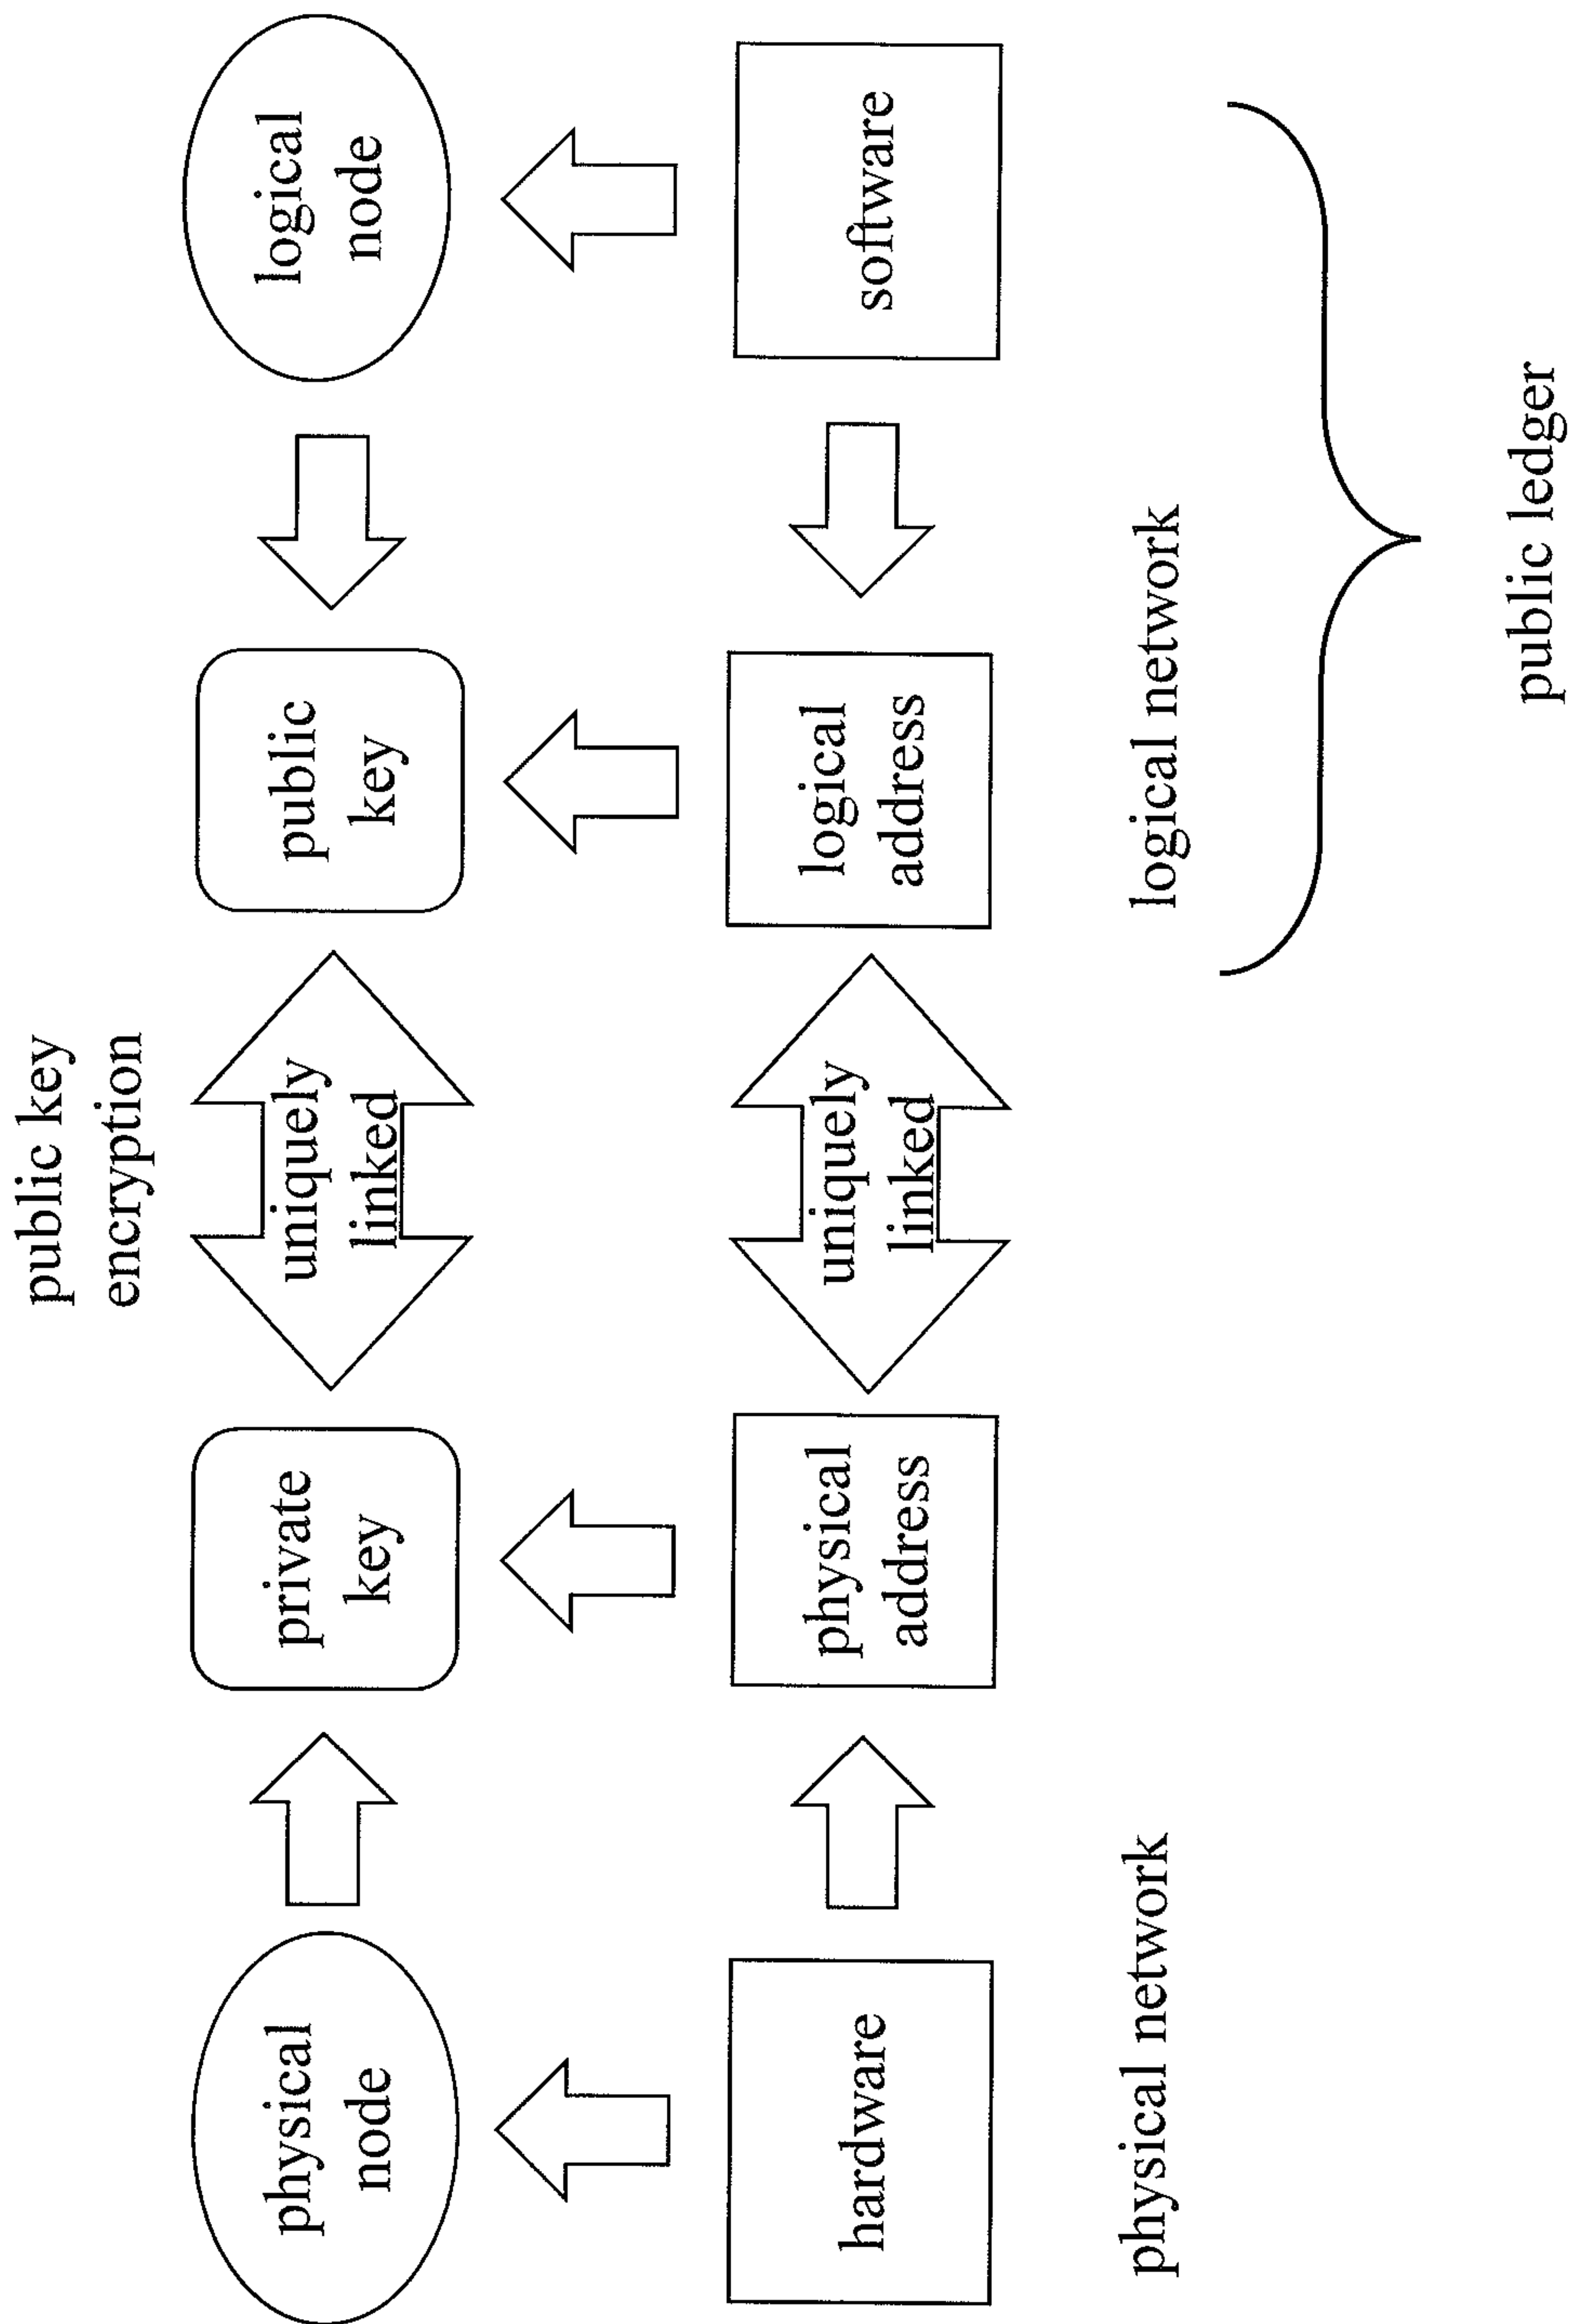 public key
encryption
physical
node
private
key
uniquely
linked
public
key
logical
node
hardware
physical
address
uniquely
linked
logical
address
software
physical network
logical network
public ledger